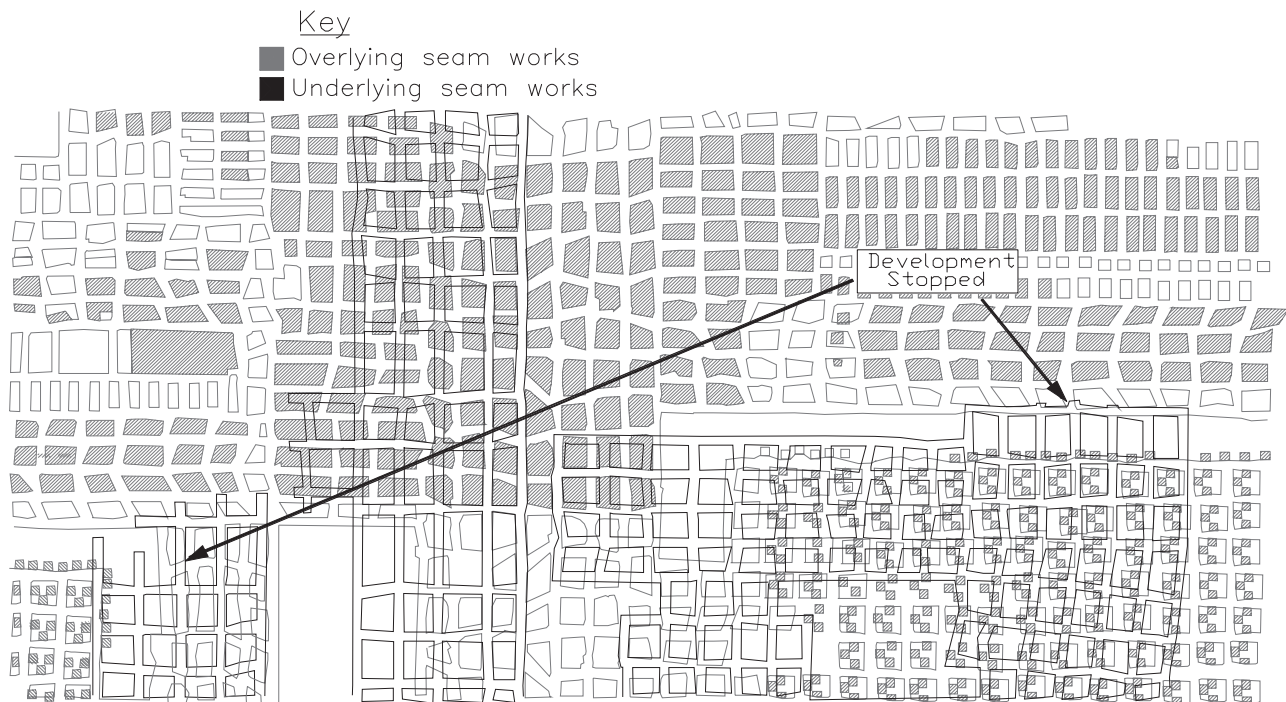 Key
Overlying seam works
Underlying seam works
Development
Stopped